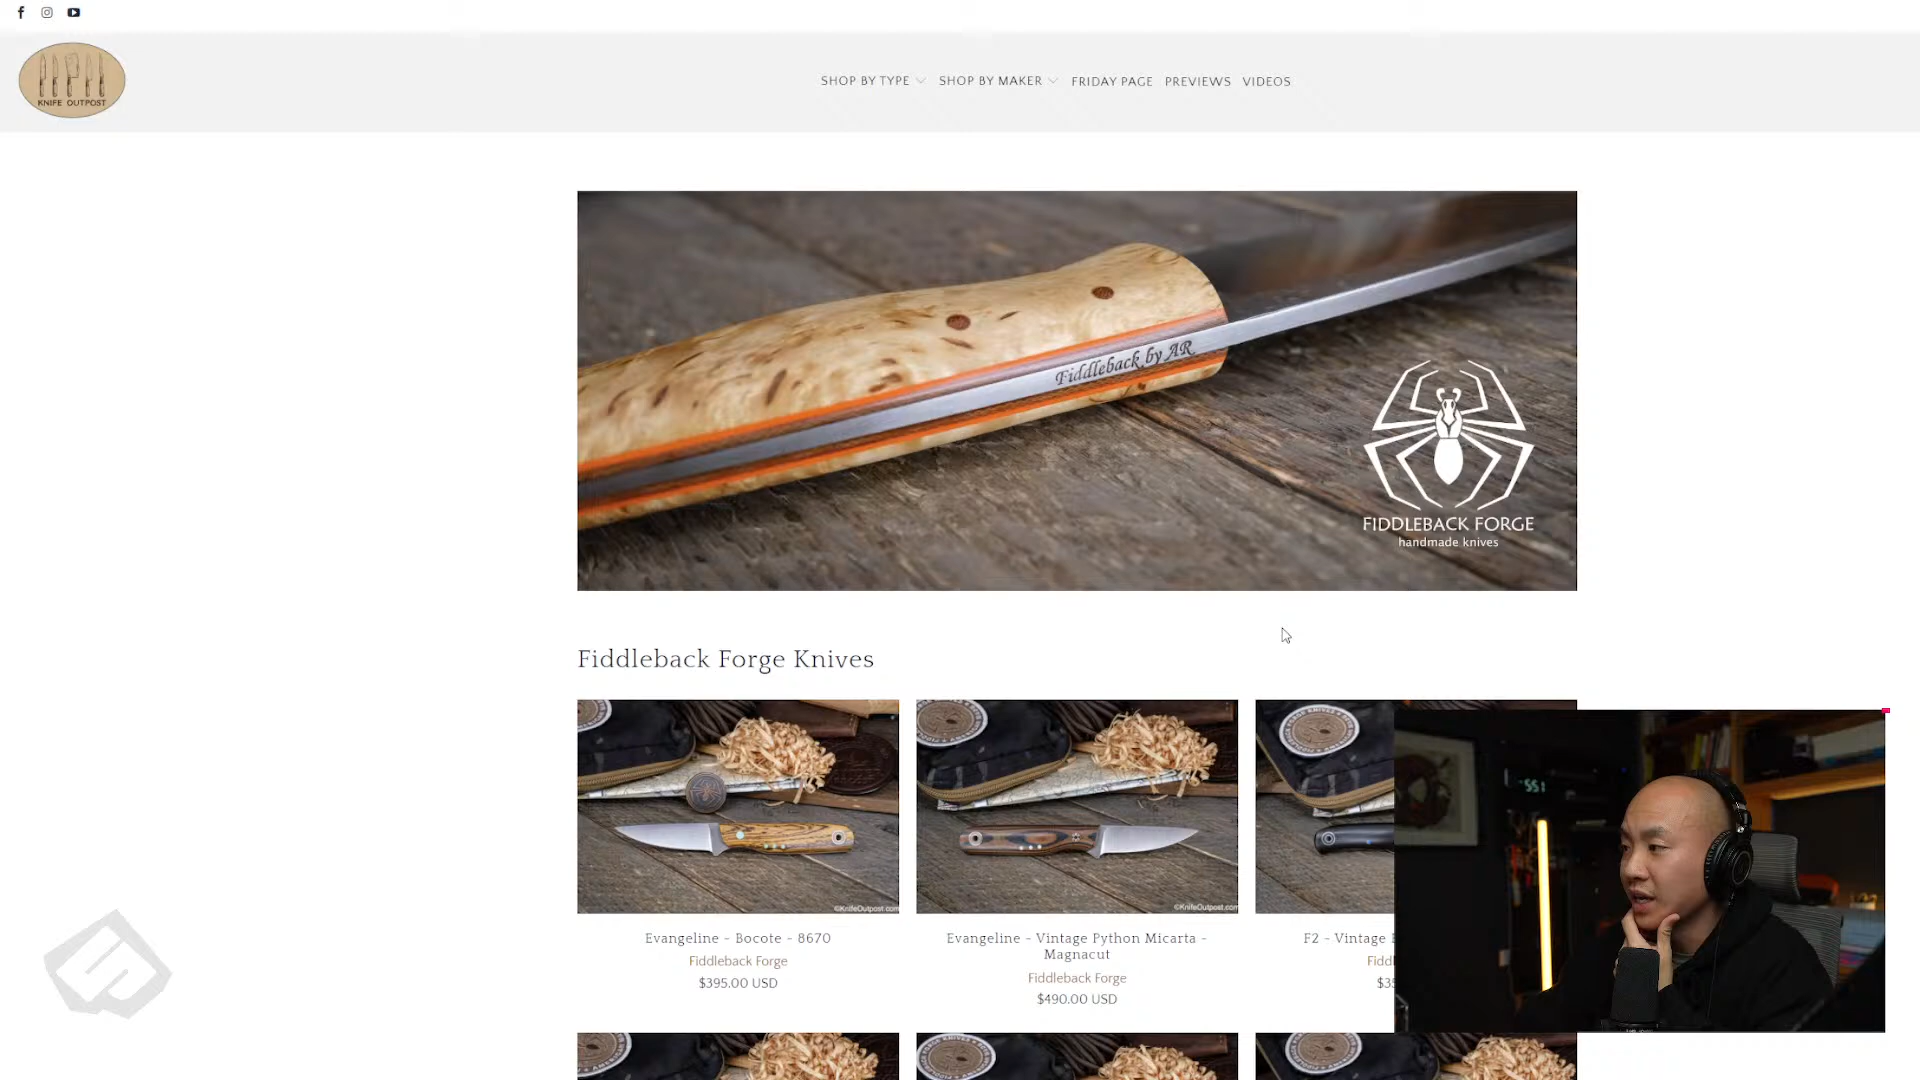 KNIFE OUTPOST
SHOP BY TYPE
SHOP BY MAKER
FRIDAY PAGE
PREVIEWS
VIDEOS
Fiddleback by AR
FIDDLEBACK FORGE
handmade knives
Fiddleback Forge Knives
©KnifeOutpost.com
©KnifeOutpost.com
Evangeline - Bocote - 8670
Fiddleback Forge
$395.00 USD
Evangeline - Vintage Python Micarta -
Magnacut
Fiddleback Forge
$490.00 USD
F2 - Vintage